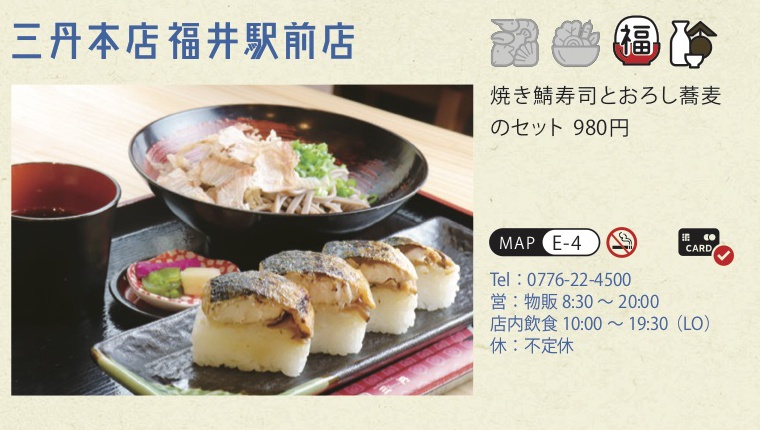 三丹本店福井駅前店
福
焼き鯖寿司とおろし蕎麦
のセット 980円
MAP E-4
CARD
Tel：0776-22-4500
営：物販 8:30 〜 20:00
店内飲食 10:00 〜 19:30（LO）
休：不定休